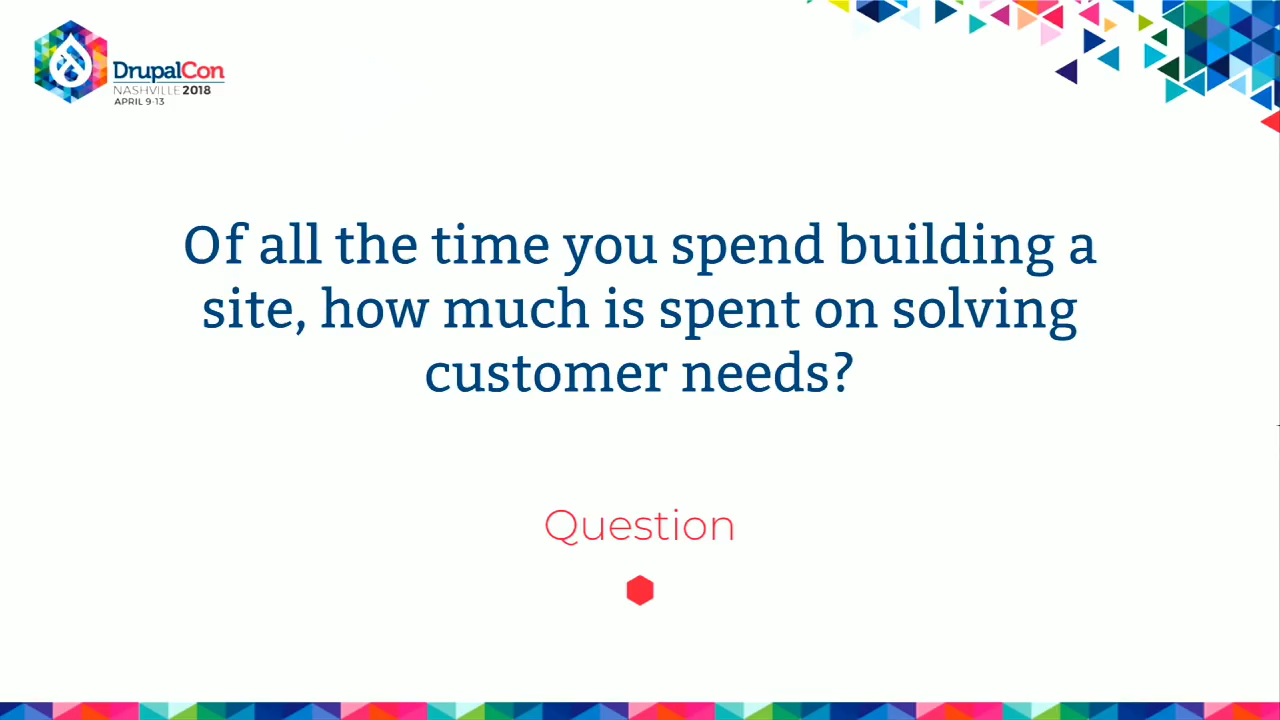 DrupalCon
NASHVILLE 2018
APRIL 9-13
Of all the time you spend building a
site, how much is spent on solving
customer needs?
Question